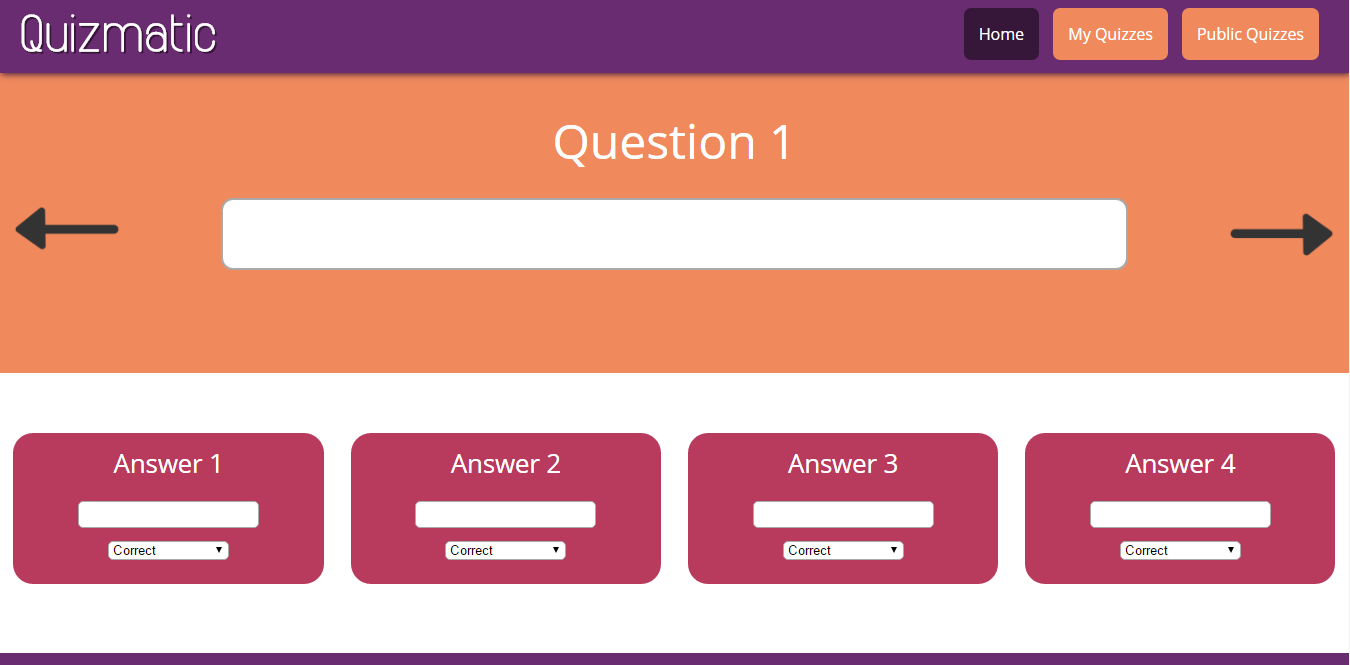 Quizmatic
Home My Quizzes Public Quizzes
Question 1
Answer 1 Answer 2 Answer 3 Answer 4
Correct Correct Correct Correct